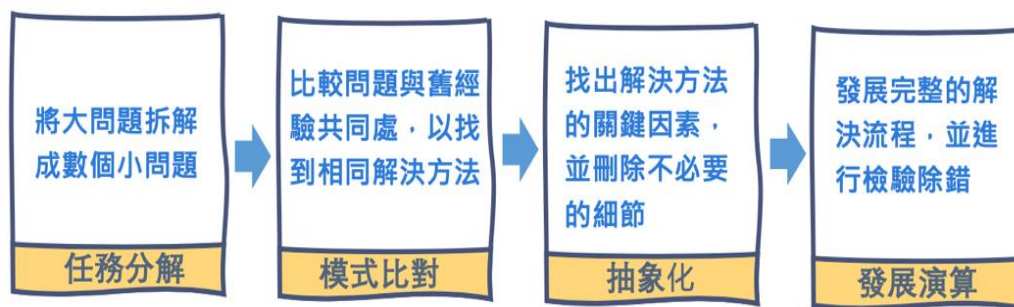 將大問題拆解
成數個小問題
任務分解
比較問題與舊經
驗共同處，以找
到相同解決方法
模式比對
找出解決方法
的關鍵因素，
並刪除不必要
的細節
抽象化
發展完整的解
決流程，並進
行檢驗除錯
發展演算